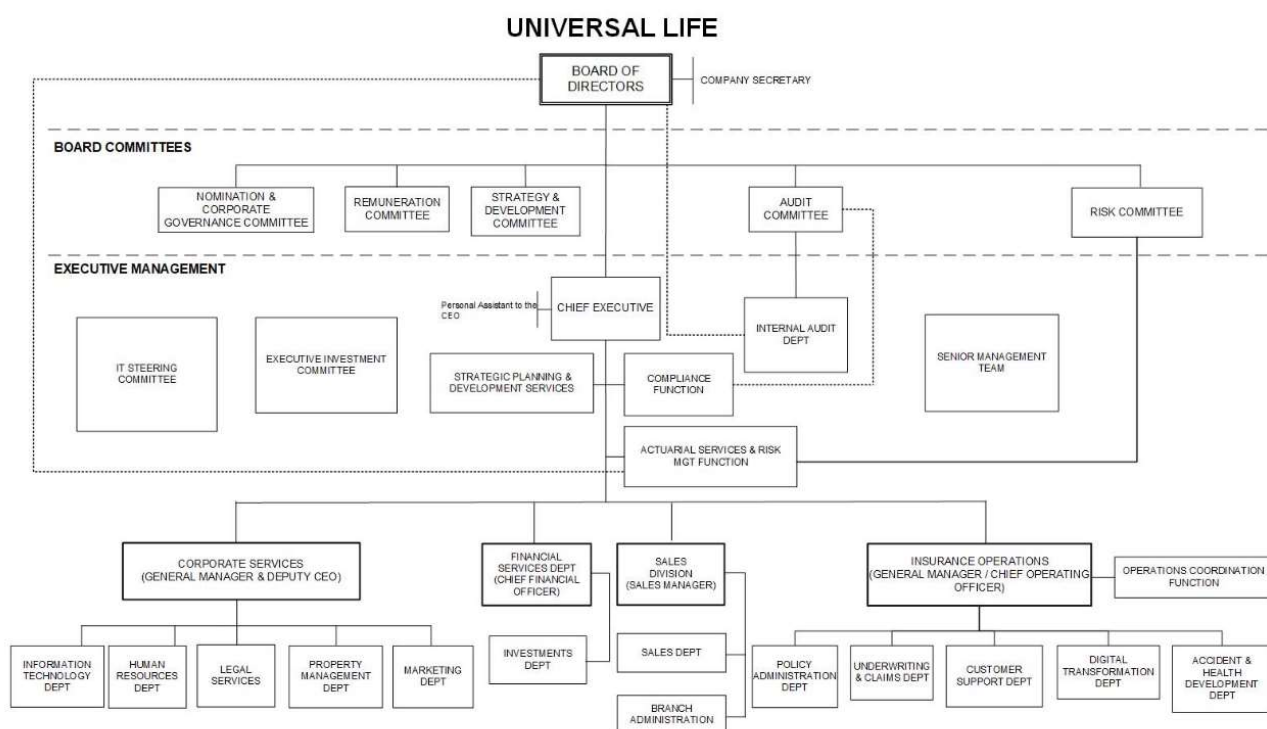 UNIVERSAL LIFE
BOARD OF
DIRECTORS
COMPANY SECRETARY
BOARD COMMITTEES
NOMINATION &
CORPORATE
GOVERNANCE COMMITTEE
REMUNERATION
COMMITTEE
STRATEGY &
DEVELOPMENT
COMMITTEE
AUDIT
COMMITTEE
RISK COMMITTEE
EXECUTIVE MANAGEMENT
Personal Assistant to the
CEO
CHIEF EXECUTIVE
INTERNAL AUDIT
DEPT
IT STEERING
COMMITTEE
EXECUTIVE INVESTMENT
COMMITTEE
STRATEGIC PLANNING &
DEVELOPMENT SERVICES
COMPLIANCE
FUNCTION
SENIOR MANAGEMENT
TEAM
ACTUARIAL SERVICES & RISK
MGT FUNCTION
CORPORATE SERVICES
(GENERAL MANAGER & DEPUTY CEO)
FINANCIAL
SERVICES DEPT
(CHIEF FINANCIAL
OFFICER)
SALES
DIVISION
(SALES MANAGER)
INSURANCE OPERATIONS
(GENERAL MANAGER / CHIEF OPERATING
OFFICER)
OPERATIONS COORDINATION
FUNCTION
INFORMATION
TECHNOLOGY
DEPT
HUMAN
RESOURCES
DEPT
LEGAL
SERVICES
PROPERTY
MANAGEMENT
DEPT
MARKETING
DEPT
INVESTMENTS
DEPT
SALES DEPT
BRANCH
ADMINISTRATION
POLICY
ADMINISTRATION
DEPT
UNDERWRITING
& CLAIMS DEPT
CUSTOMER
SUPPORT DEPT
DIGITAL
TRANSFORMATION
DEPT
ACCIDENT &
HEALTH
DEVELOPMENT
DEPT